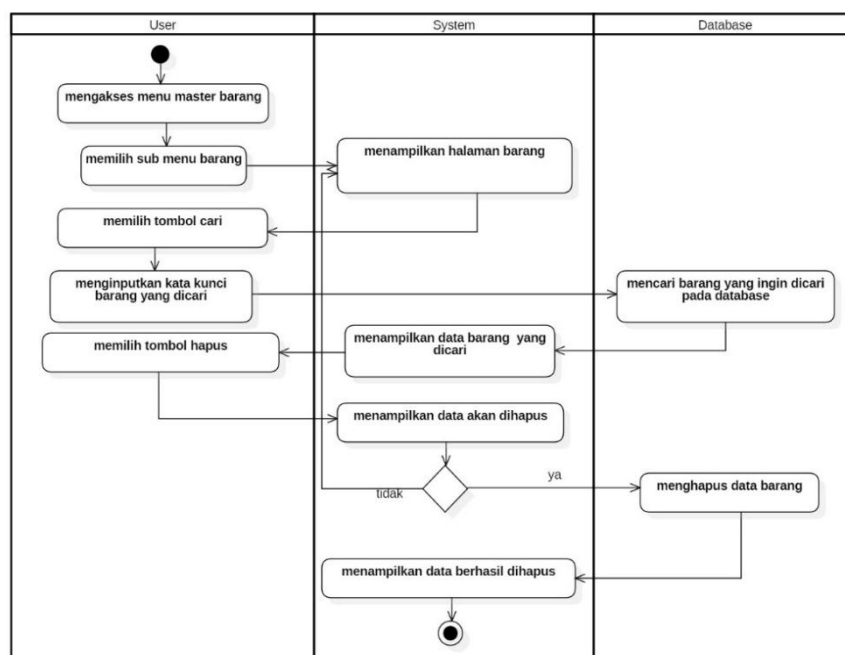 User
System
Database
mengakses menu master barang
memilih sub menu barang
menampilkan halaman barang
memilih tombol cari
menginputkan kata kunci
barang yang dicari
mencari barang yang ingin dicari
pada database
memilih tombol hapus
menampilkan data barang yang
dicari
menampilkan data akan dihapus
tidak
ya
menghapus data barang
menampilkan data berhasil dihapus